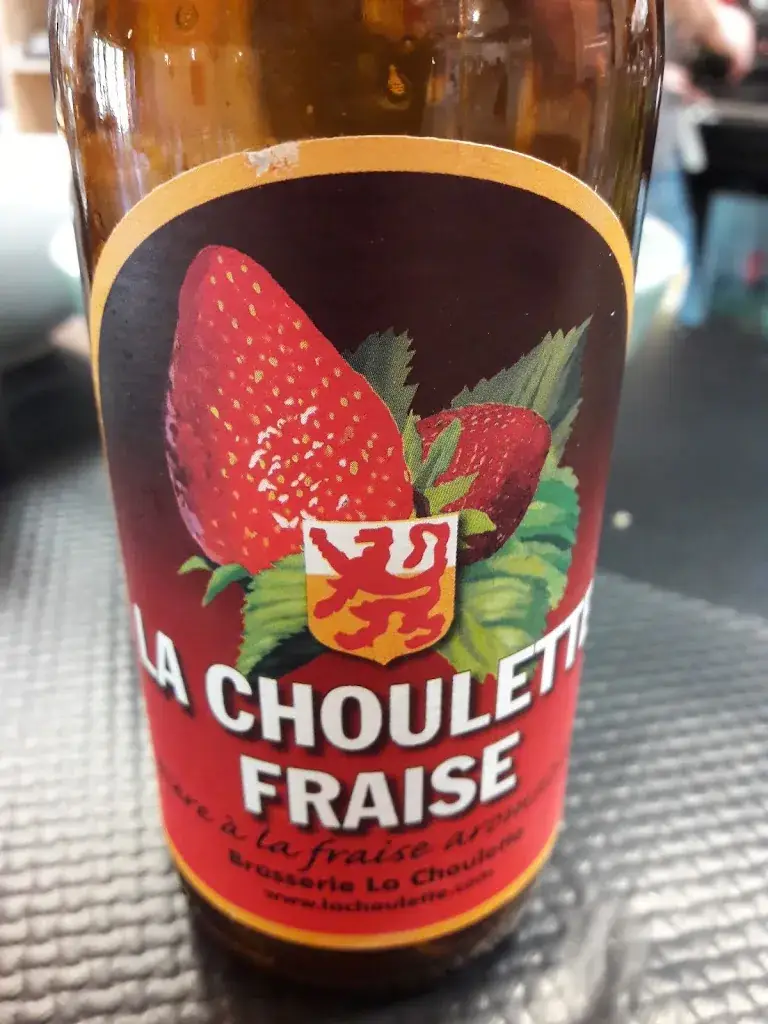 LA CHOULETTE
FRAISE
à la fraise
Brasserie La Choulette
www.lachoulette.com